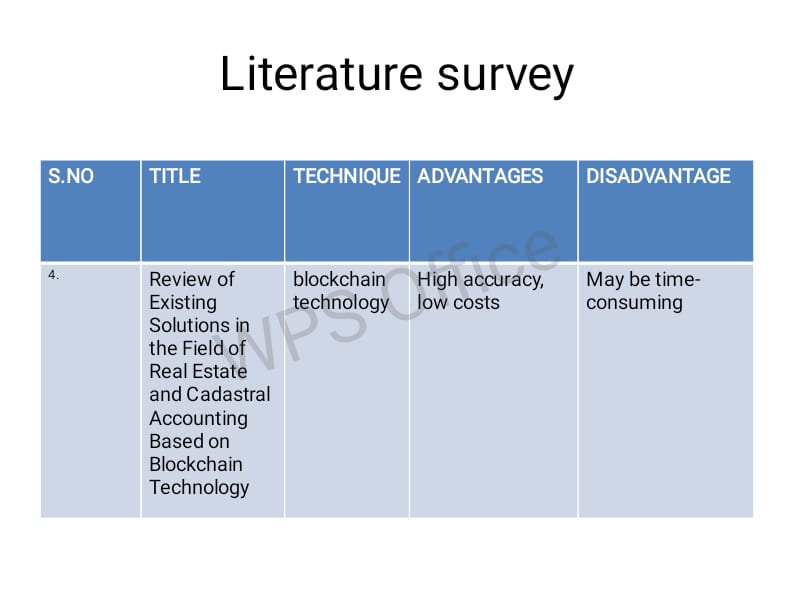 Literature survey
S.NO
TITLE
TECHNIQUE
ADVANTAGES
DISADVANTAGE
4.
Review of
Existing
Solutions in
the Field of
Real Estate
and Cadastral
Accounting
Based on
Blockchain
Technology
blockchain
technology
High accuracy,
low costs
May be time-
consuming
WPS Office